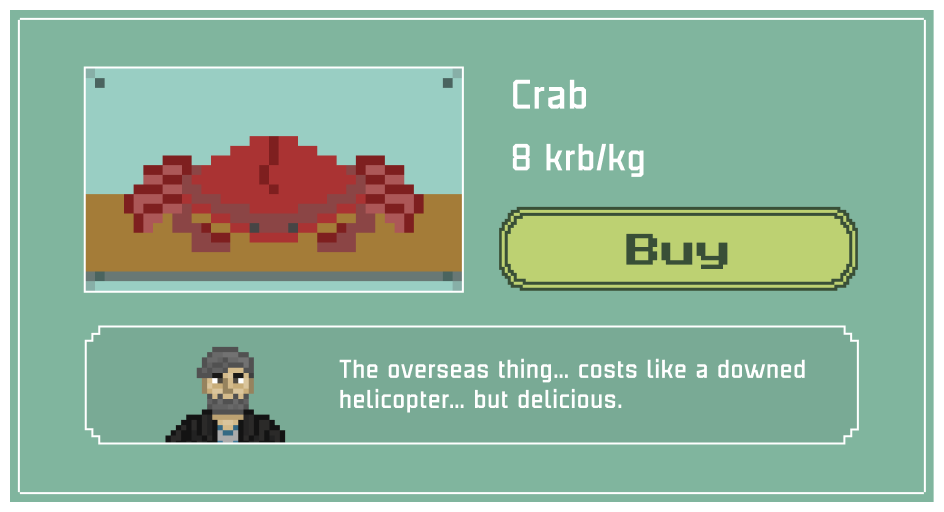 Crab
8 krb/kg
Buy
The overseas thing... costs like a downed
helicopter... but delicious.